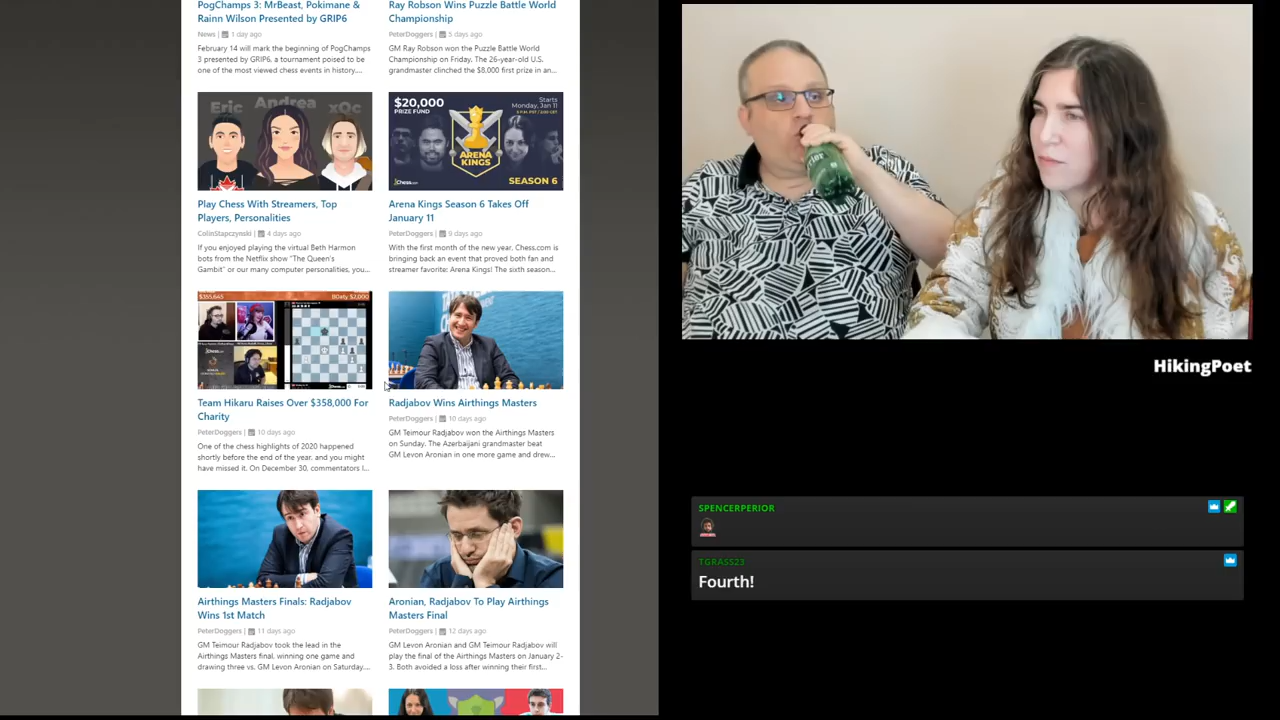 PogChamps 3: MrBeast, Pokimane &
Rainn Wilson Presented by GRIP6
News | 1 day ago
February 14 will mark the beginning of PogChamps
3 presented by GRIP6, a tournament poised to be
one of the most viewed chess events in history....
Ray Robson Wins Puzzle Battle World
Championship
PeterDoggers | 5 days ago
GM Ray Robson won the Puzzle Battle World
Championship on Friday. The 26-year-old U.S.
grandmaster clinched the $8,000 first prize in an...
Eric Andrea xQc
Play Chess With Streamers, Top
Players, Personalities
ColinStapczynski | 4 days ago
If you enjoyed playing the virtual Beth Harmon
bots from the Netflix show "The Queen's
Gambit" or our many computer personalities, you...
$20,000
PRIZE FUND
Starts
Monday, Jan 11
ARENA
KINGS
Chess.com
SEASON 6
Arena Kings Season 6 Takes Off
January 11
PeterDoggers | 9 days ago
With the first month of the new year, Chess.com is
bringing back an event that proved both fan and
streamer favorite: Arena Kings! The sixth season...
Team Hikaru Raises Over $358,000 For
Charity
PeterDoggers | 10 days ago
One of the chess highlights of 2020 happened
shortly before the end of the year, and you might
have missed it. On December 30, commentators I...
Radjabov Wins Airthings Masters
PeterDoggers | 10 days ago
GM Teimour Radjabov won the Airthings Masters
on Sunday. The Azerbaijani grandmaster beat
GM Levon Aronian in one more game and drew...
Airthings Masters Finals: Radjabov
Wins 1st Match
PeterDoggers | 11 days ago
GM Teimour Radjabov took the lead in the
Airthings Masters final, winning one game and
drawing three vs. GM Levon Aronian on Saturday....
Aronian, Radjabov To Play Airthings
Masters Final
PeterDoggers | 12 days ago
GM Levon Aronian and GM Teimour Radjabov will
play the final of the Airthings Masters on January 2-
3. Both avoided a loss after winning their first...
HikingPoet
SPENCERPERIOR
TGRASS23
Fourth!